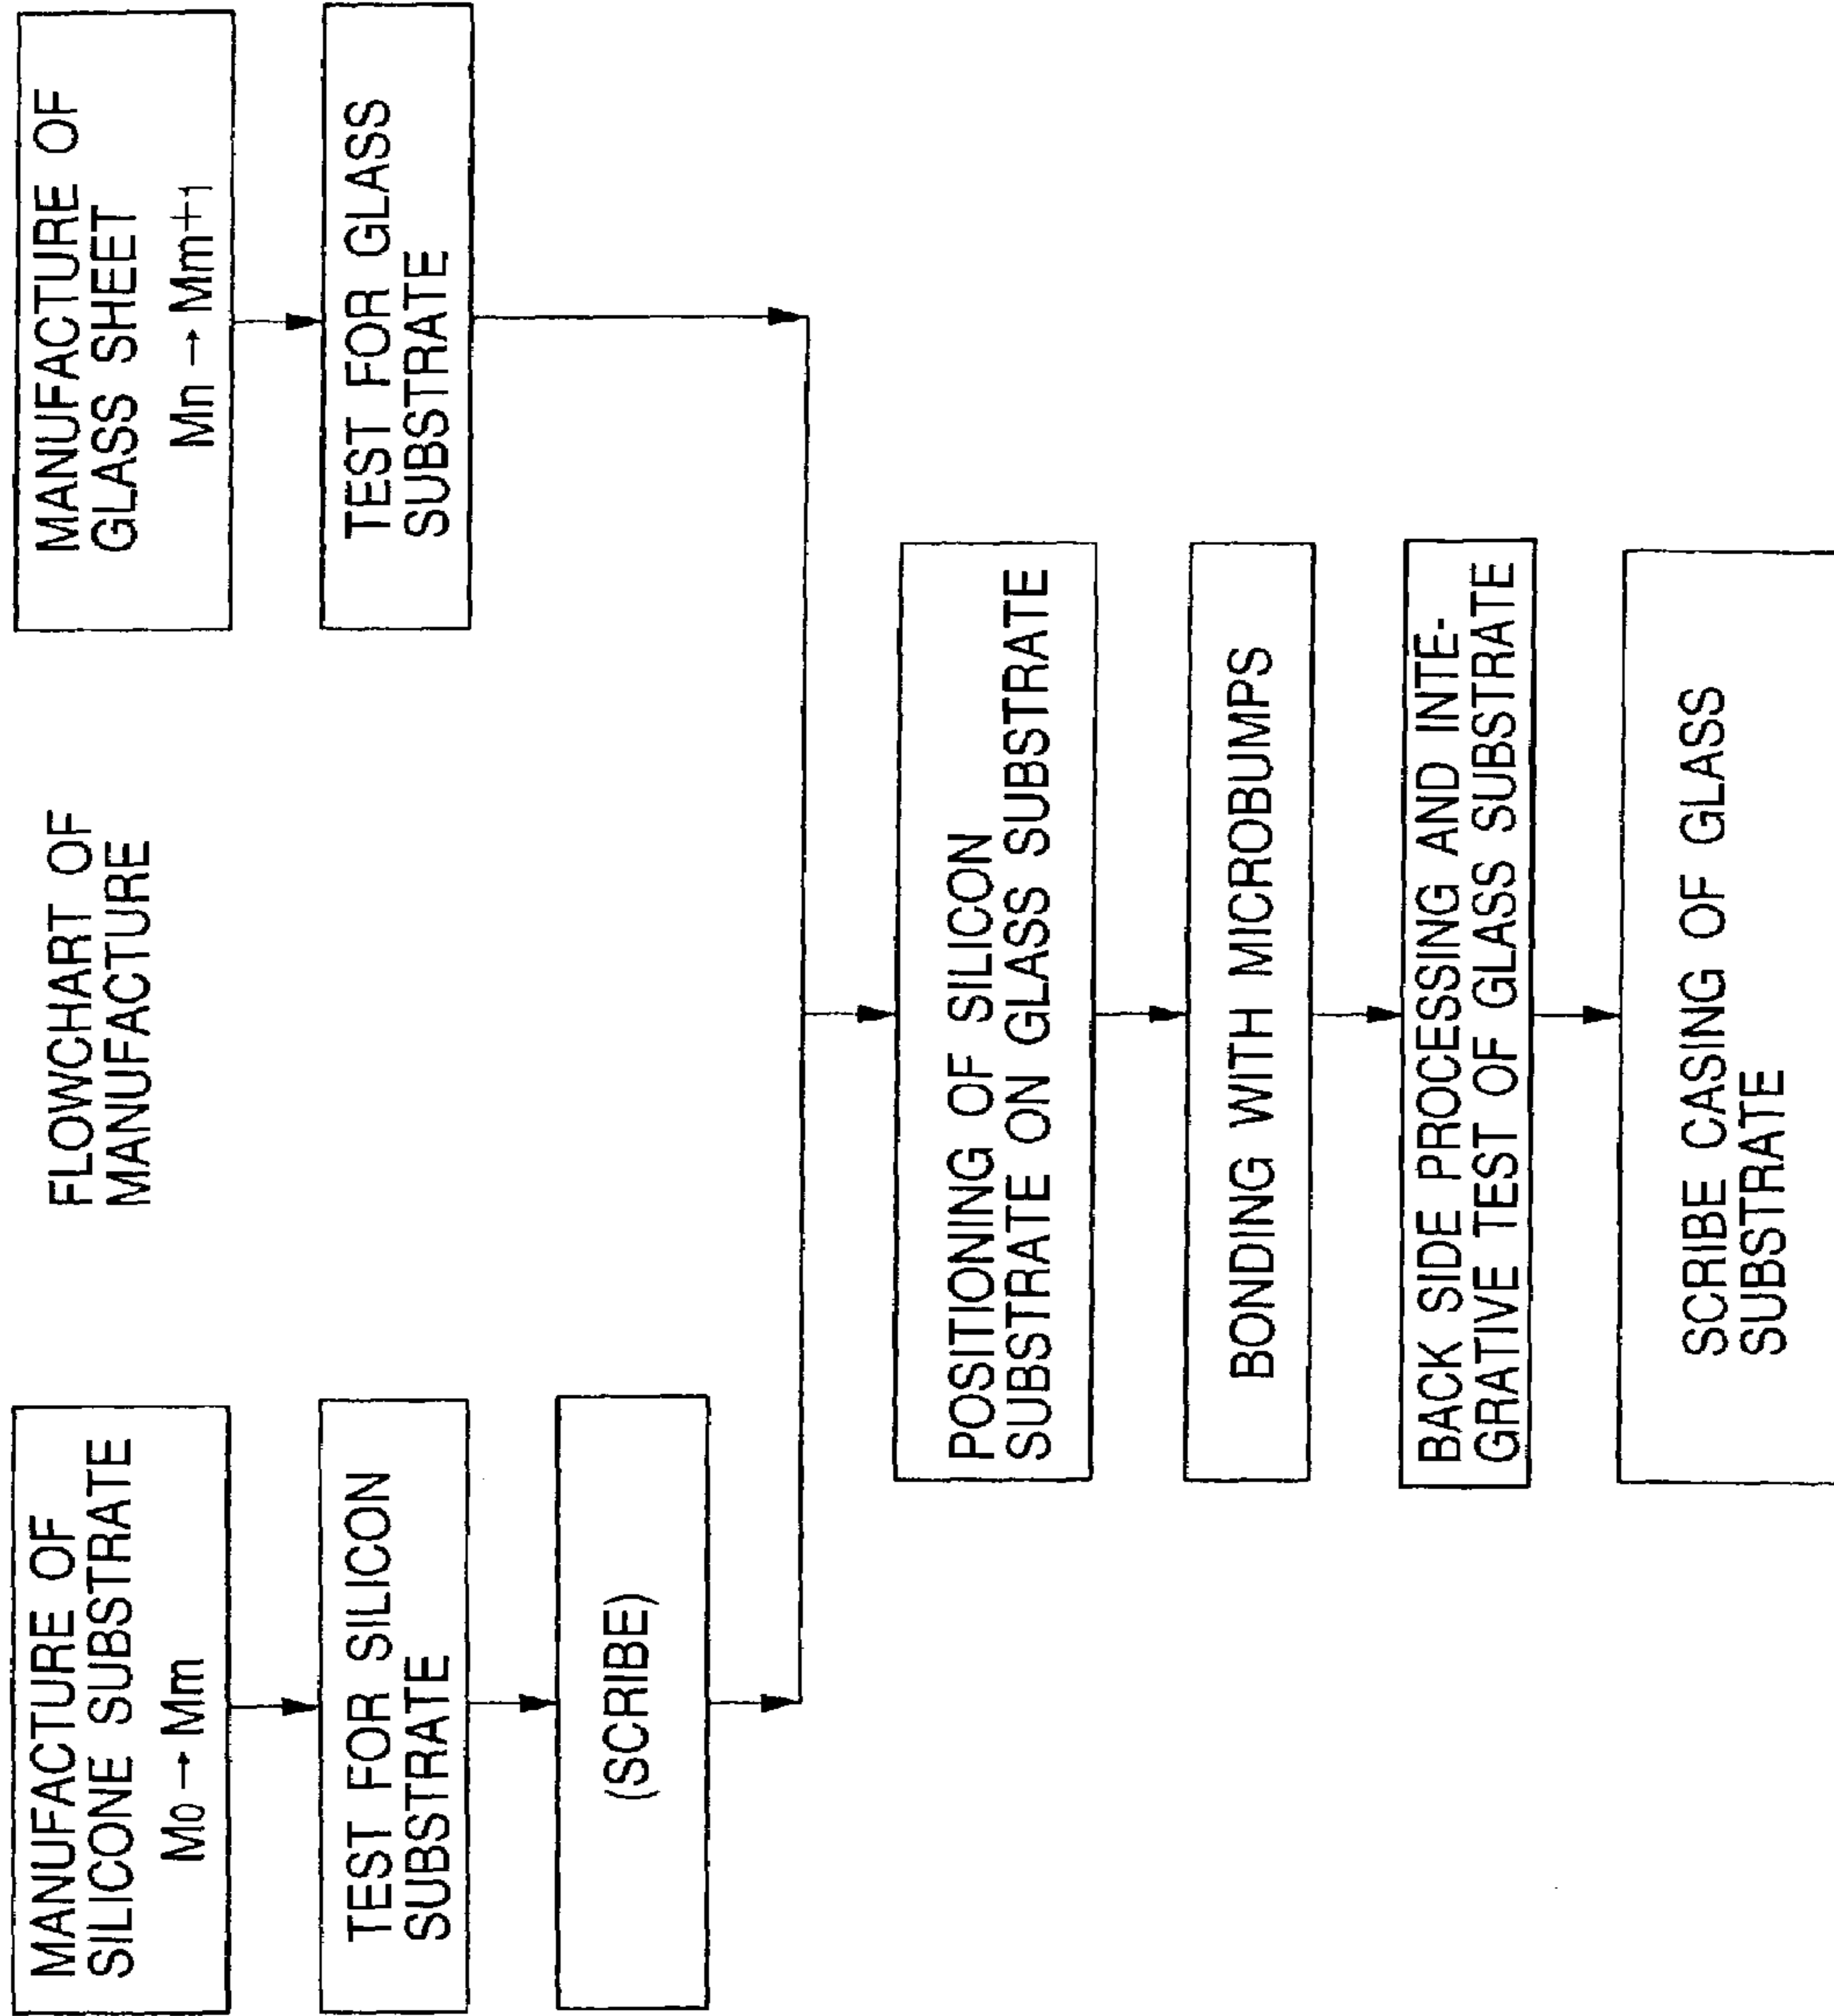 FLOWCHART OF
MANUFACTURE
MANUFACTURE OF
SILICONE SUBSTRATE
Mo→Mm
TEST FOR SILICON
SUBSTRATE
(SCRIBE)
MANUFACTURE OF
GLASS SHEET
Mn→Mm+1
TEST FOR GLASS
SUBSTRATE
POSITIONING OF SILICON
SUBSTRATE ON GLASS SUBSTRATE
BONDING WITH MICROBUMPS
BACK SIDE PROCESSING AND INTE-
GRATIVE TEST OF GLASS SUBSTRATE
SCRIBE CASING OF GLASS
SUBSTRATE